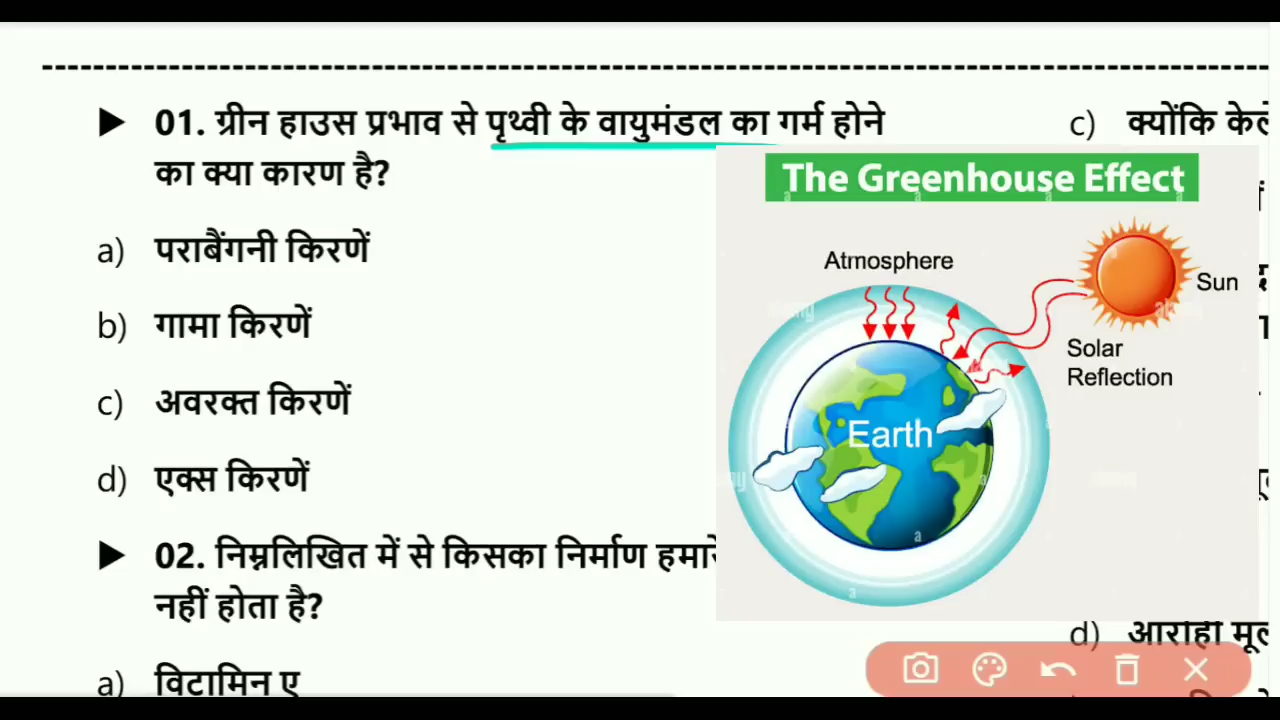 01. ग्रीन हाउस प्रभाव से पृथ्वी के वायुमंडल का गर्म होने
का क्या कारण है?
a) पराबैंगनी किरणें
b) गामा किरणें
c) अवरक्त किरणें
d) एक्स किरणें
02. निम्नलिखित में से किसका निर्माण हमारे
नहीं होता है?
a) विटामिन ए
c) क्योंकि केले
The Greenhouse Effect
Atmosphere
Sun
Solar
Reflection
Earth
d) आरोही मूल